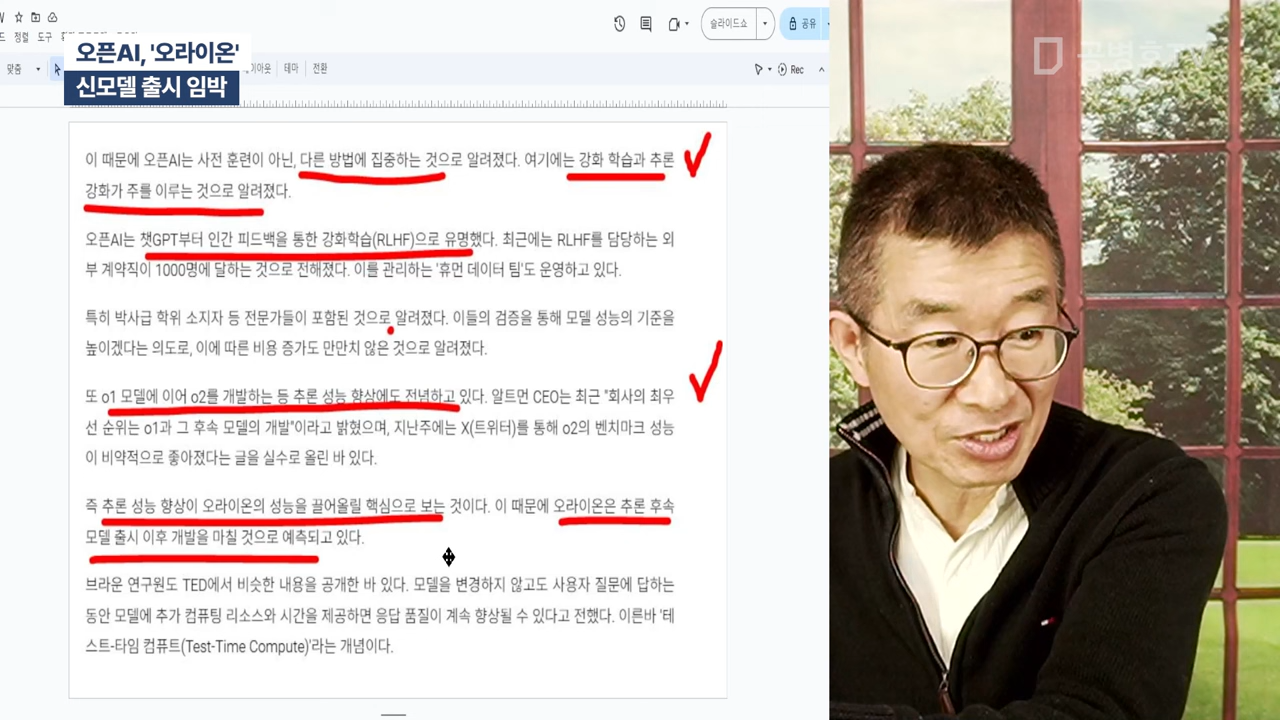 정렬 도구
슬라이드쇼
공유
오픈AI, '오라이온'
신모델 출시 임박
맞춤
테마
전환
Rec
이 때문에 오픈AI는 사전 훈련이 아닌, 다른 방법에 집중하는 것으로 알려졌다. 여기에는 강화 학습과 추론
강화가 주를 이루는 것으로 알려졌다.
오픈AI는 챗GPT부터 인간 피드백을 통한 강화학습(RLHF)으로 유명했다. 최근에는 RLHF를 담당하는 외
부 계약직이 1000명에 달하는 것으로 전해졌다. 이를 관리하는 '휴먼 데이터 팀'도 운영하고 있다.
특히 박사급 학위 소지자 등 전문가들이 포함된 것으로 알려졌다. 이들의 검증을 통해 모델 성능의 기준을
높이겠다는 의도로, 이에 따른 비용 증가도 만만치 않은 것으로 알려졌다.
또 o1 모델에 이어 o2를 개발하는 등 추론 성능 향상에도 전념하고 있다. 알트먼 CEO는 최근 "회사의 최우
선 순위는 o1과 그 후속 모델의 개발"이라고 밝혔으며, 지난주에는 X(트위터)를 통해 o2의 벤치마크 성능
이 비약적으로 좋아졌다는 글을 실수로 올린 바 있다.
즉 추론 성능 향상이 오라이온의 성능을 끌어올릴 핵심으로 보는 것이다. 이 때문에 오라이온은 추론 후속
모델 출시 이후 개발을 마칠 것으로 예측되고 있다.
브라운 연구원도 TED에서 비슷한 내용을 공개한 바 있다. 모델을 변경하지 않고도 사용자 질문에 답하는
동안 모델에 추가 컴퓨팅 리소스와 시간을 제공하면 응답 품질이 계속 향상될 수 있다고 전했다. 이른바 '테
스트-타임 컴퓨트(Test-Time Compute)'라는 개념이다.